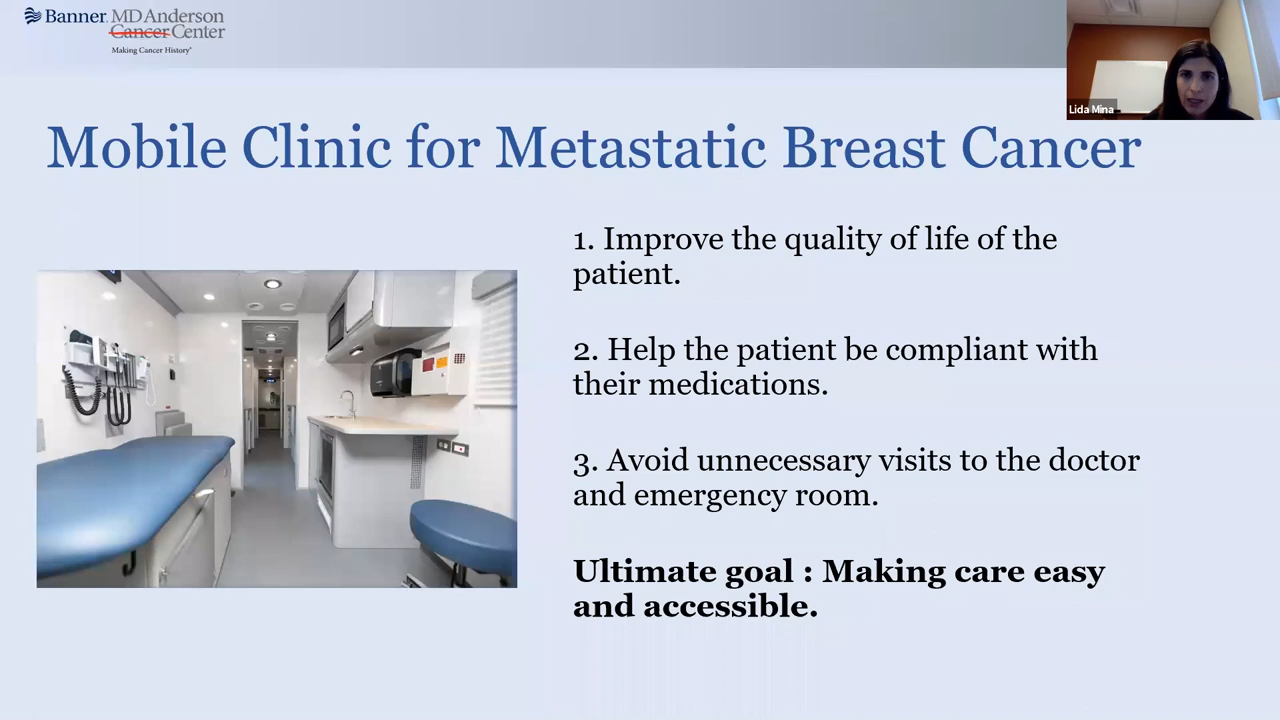 Banner MD Anderson
Cancer Center
Making Cancer History®
Lida Mina
Mobile Clinic for Metastatic Breast Cancer
1. Improve the quality of life of the
patient.
2. Help the patient be compliant with
their medications.
3. Avoid unnecessary visits to the doctor
and emergency room.
Ultimate goal : Making care easy
and accessible.